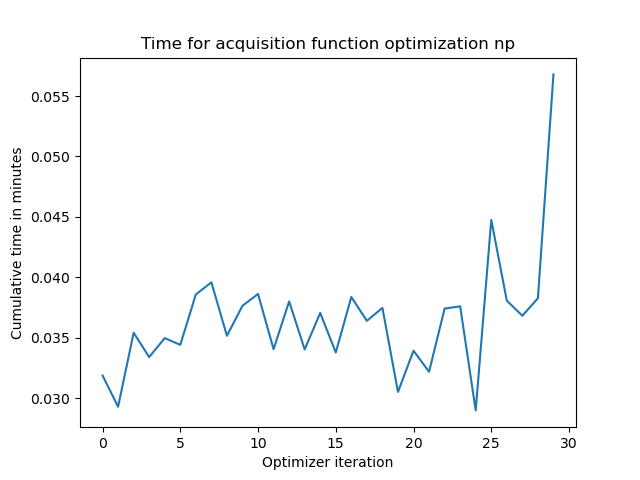 Time for acquisition function optimization np
Cumulative time in minutes
0.055
0.050
0.045
0.040
0.035
0.030
0 5 10 15 20 25 30
Optimizer iteration